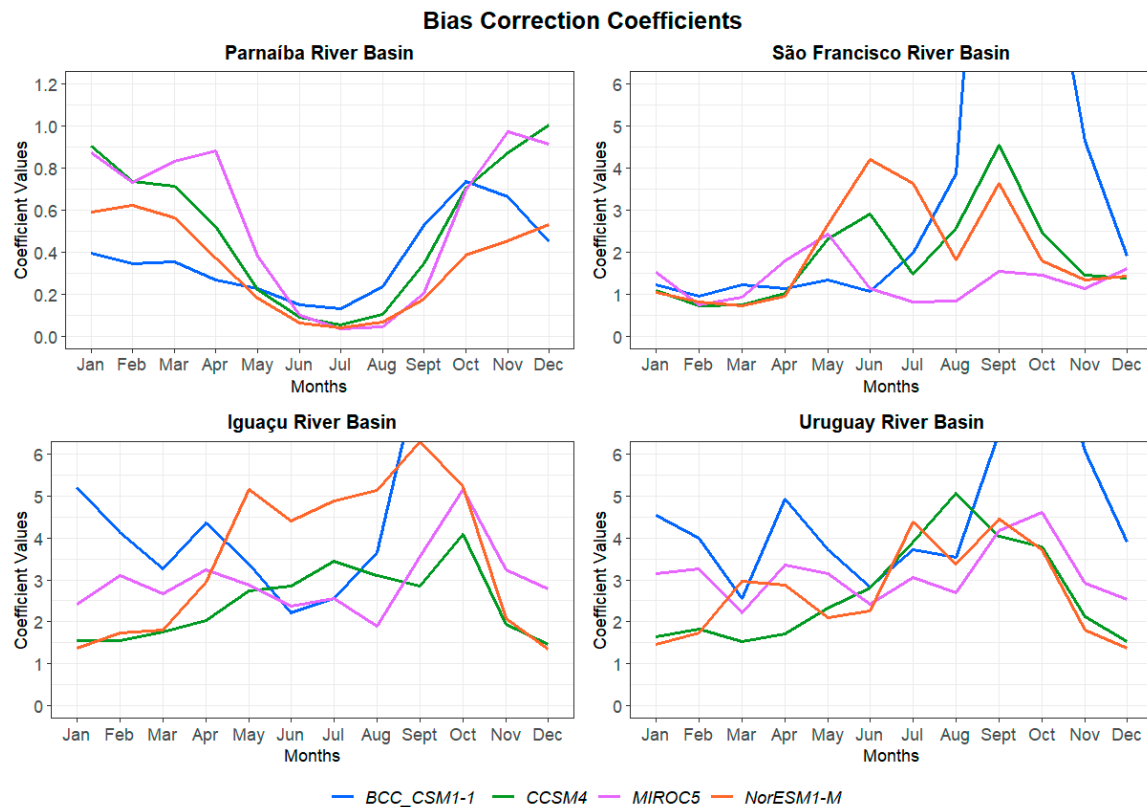 Bias Correction Coefficients
Parnaíba River Basin
1.2
1.0
0.8
0.6
0.4
0.2
0.0
Coefficient Values
Jan Feb Mar Apr May Jun Jul Aug Sept Oct Nov Dec
Months
São Francisco River Basin
6
5
4
3
2
1
0
Coefficient Values
Jan Feb Mar Apr May Jun Jul Aug Sept Oct Nov Dec
Months
Iguaçu River Basin
6
5
4
3
2
1
0
Coefficient Values
Jan Feb Mar Apr May Jun Jul Aug Sept Oct Nov Dec
Months
Uruguay River Basin
6
5
4
3
2
1
0
Coefficient Values
Jan Feb Mar Apr May Jun Jul Aug Sept Oct Nov Dec
Months
BCC_CSM1-1 CCSM4 MIROC5 NorESM1-M